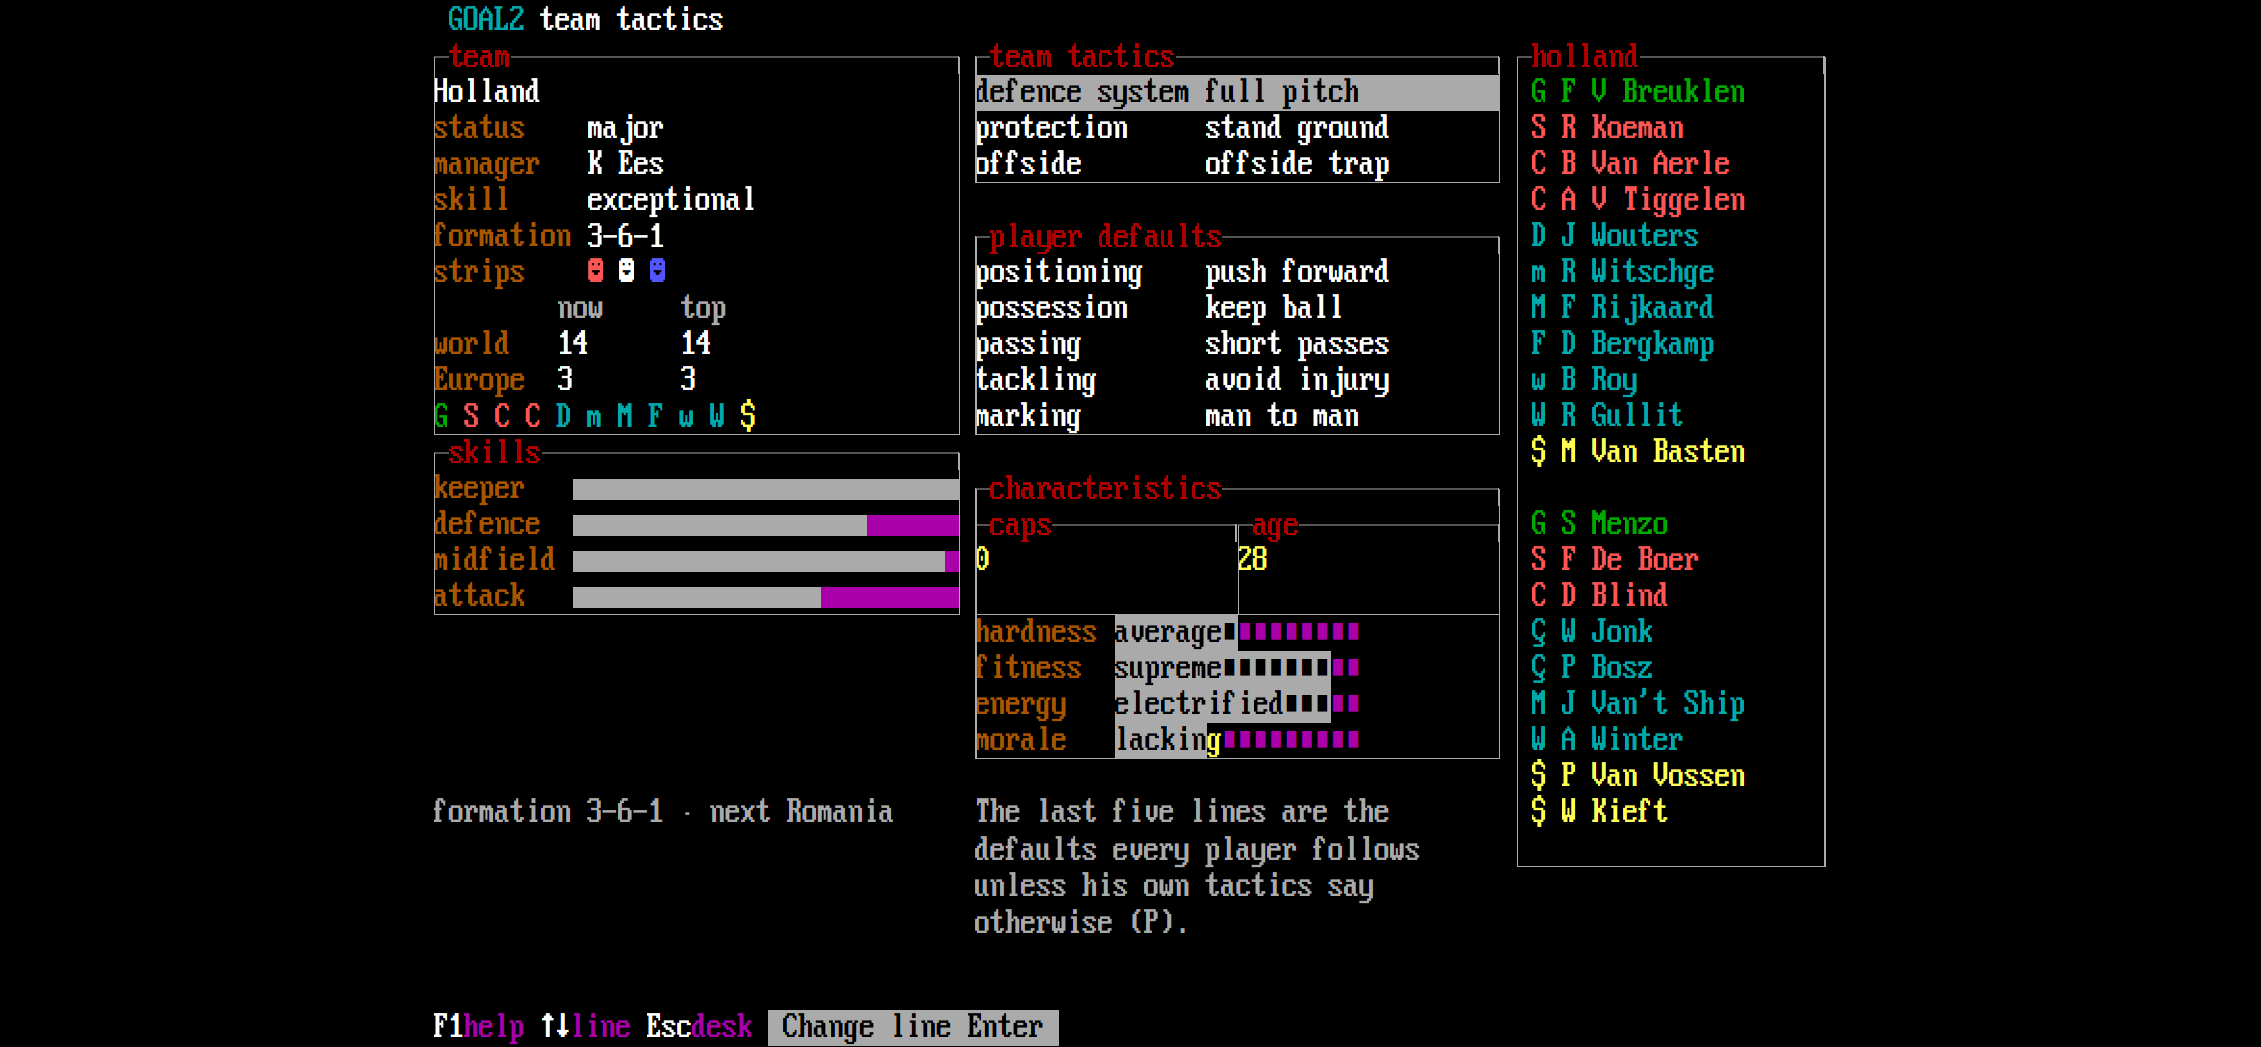 GOAL2 team tactics
team
Holland
status major
manager K Ees
skill exceptional
formation 3-6-1
strips
now top
world 14 14
Europe 3 3
G S C C D m M F w W $
skills
keeper
defence
midfield
attack
formation 3-6-1 · next Romania
team tactics
defence system full pitch
protection stand ground
offside offside trap
player defaults
positioning push forward
possession keep ball
passing short passes
tackling avoid injury
marking man to man
characteristics
caps age
0 28
hardness average
fitness supreme
energy electrified
morale lacking
The last five lines are the
defaults every player follows
unless his own tactics say
otherwise (P).
holland
G F V Breuklen
S R Koeman
C B Van Aerle
C A V Tiggelen
D J Wouters
m R Witschge
M F Rijkaard
F D Bergkamp
w B Roy
W R Gullit
$ M Van Basten
G S Menzo
S F De Boer
C D Blind
Ç W Jonk
Ç P Bosz
M J Van't Ship
W A Winter
$ P Van Vossen
$ W Kieft
F1help ↑↓line Escdesk Change line Enter